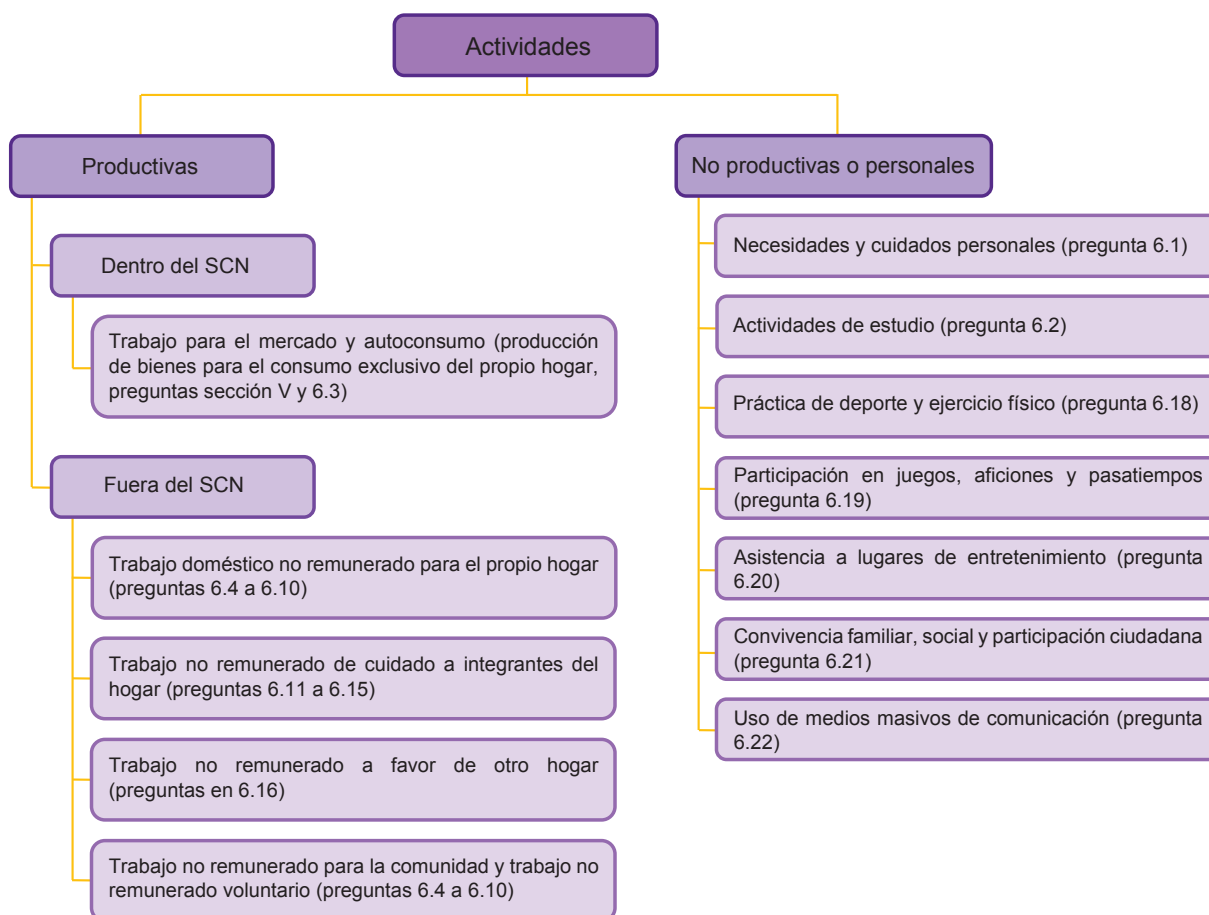 Actividades
Productivas
Dentro del SCN
Trabajo para el mercado y autoconsumo (producción
de bienes para el consumo exclusivo del propio hogar,
preguntas sección V y 6.3)
Fuera del SCN
Trabajo doméstico no remunerado para el propio hogar
(preguntas 6.4 a 6.10)
Trabajo no remunerado de cuidado a integrantes del
hogar (preguntas 6.11 a 6.15)
Trabajo no remunerado a favor de otro hogar
(preguntas en 6.16)
Trabajo no remunerado para la comunidad y trabajo no
remunerado voluntario (preguntas 6.4 a 6.10)
No productivas o personales
Necesidades y cuidados personales (pregunta 6.1)
Actividades de estudio (pregunta 6.2)
Práctica de deporte y ejercicio físico (pregunta 6.18)
Participación en juegos, aficiones y pasatiempos
(pregunta 6.19)
Asistencia a lugares de entretenimiento (pregunta
6.20)
Convivencia familiar, social y participación ciudadana
(pregunta 6.21)
Uso de medios masivos de comunicación (pregunta
6.22)